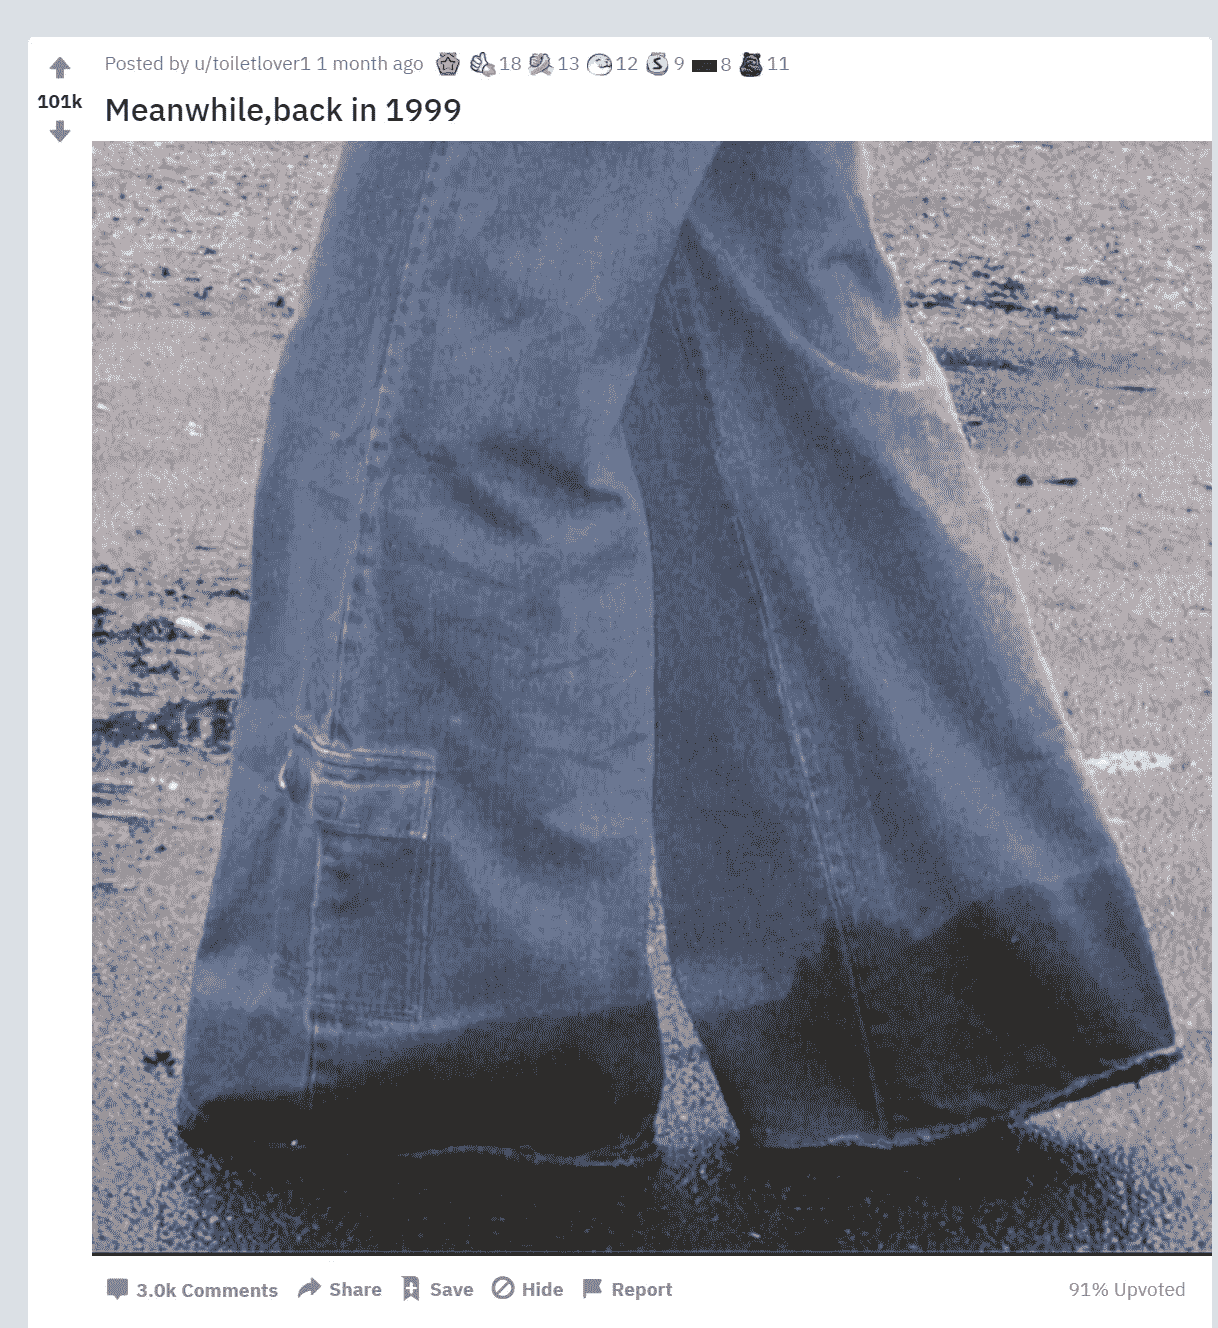 Posted by u/toiletlover1 1 month ago 18 13 12 S 9 8 11
101k
Meanwhile,back in 1999
3.0k Comments Share Save Hide Report 91% Upvoted